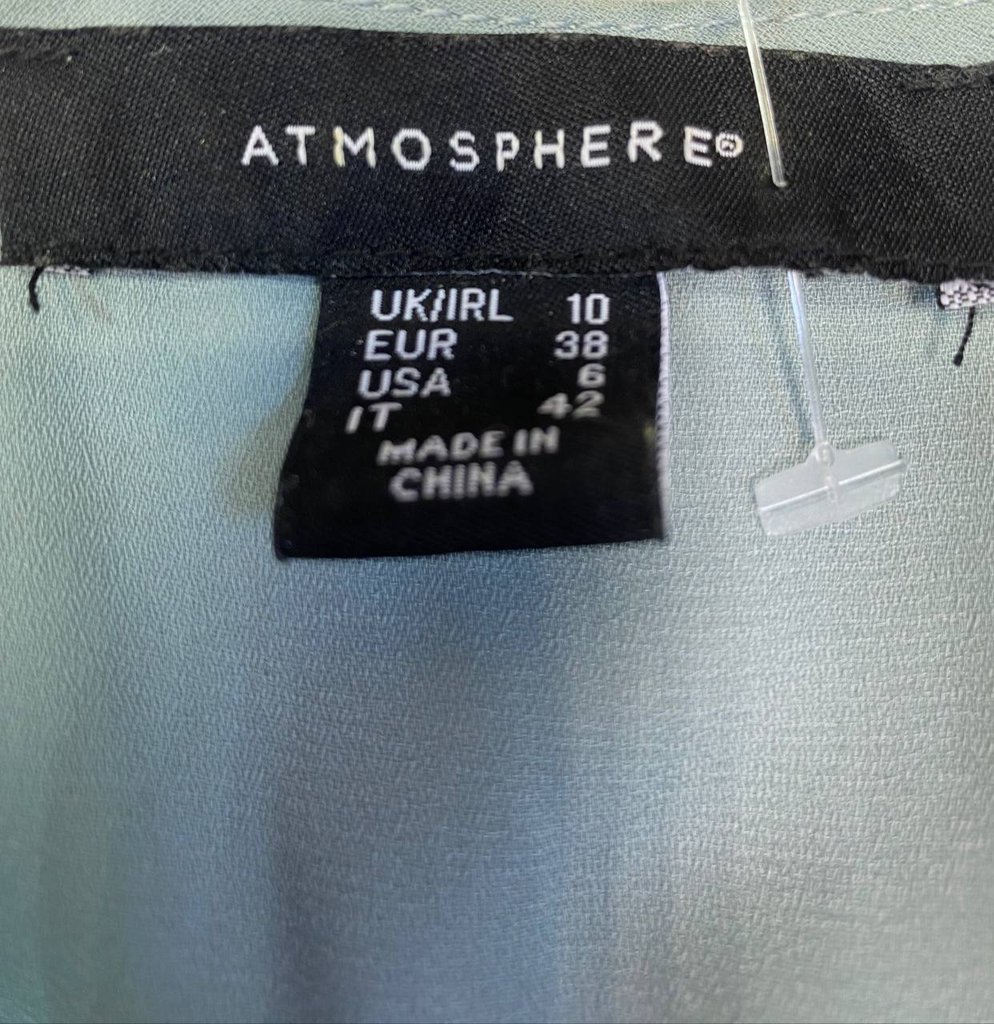 ATMOSPHERE®
UK/IRL 10
EUR 38
USA 6
IT 42
MADE IN
CHINA